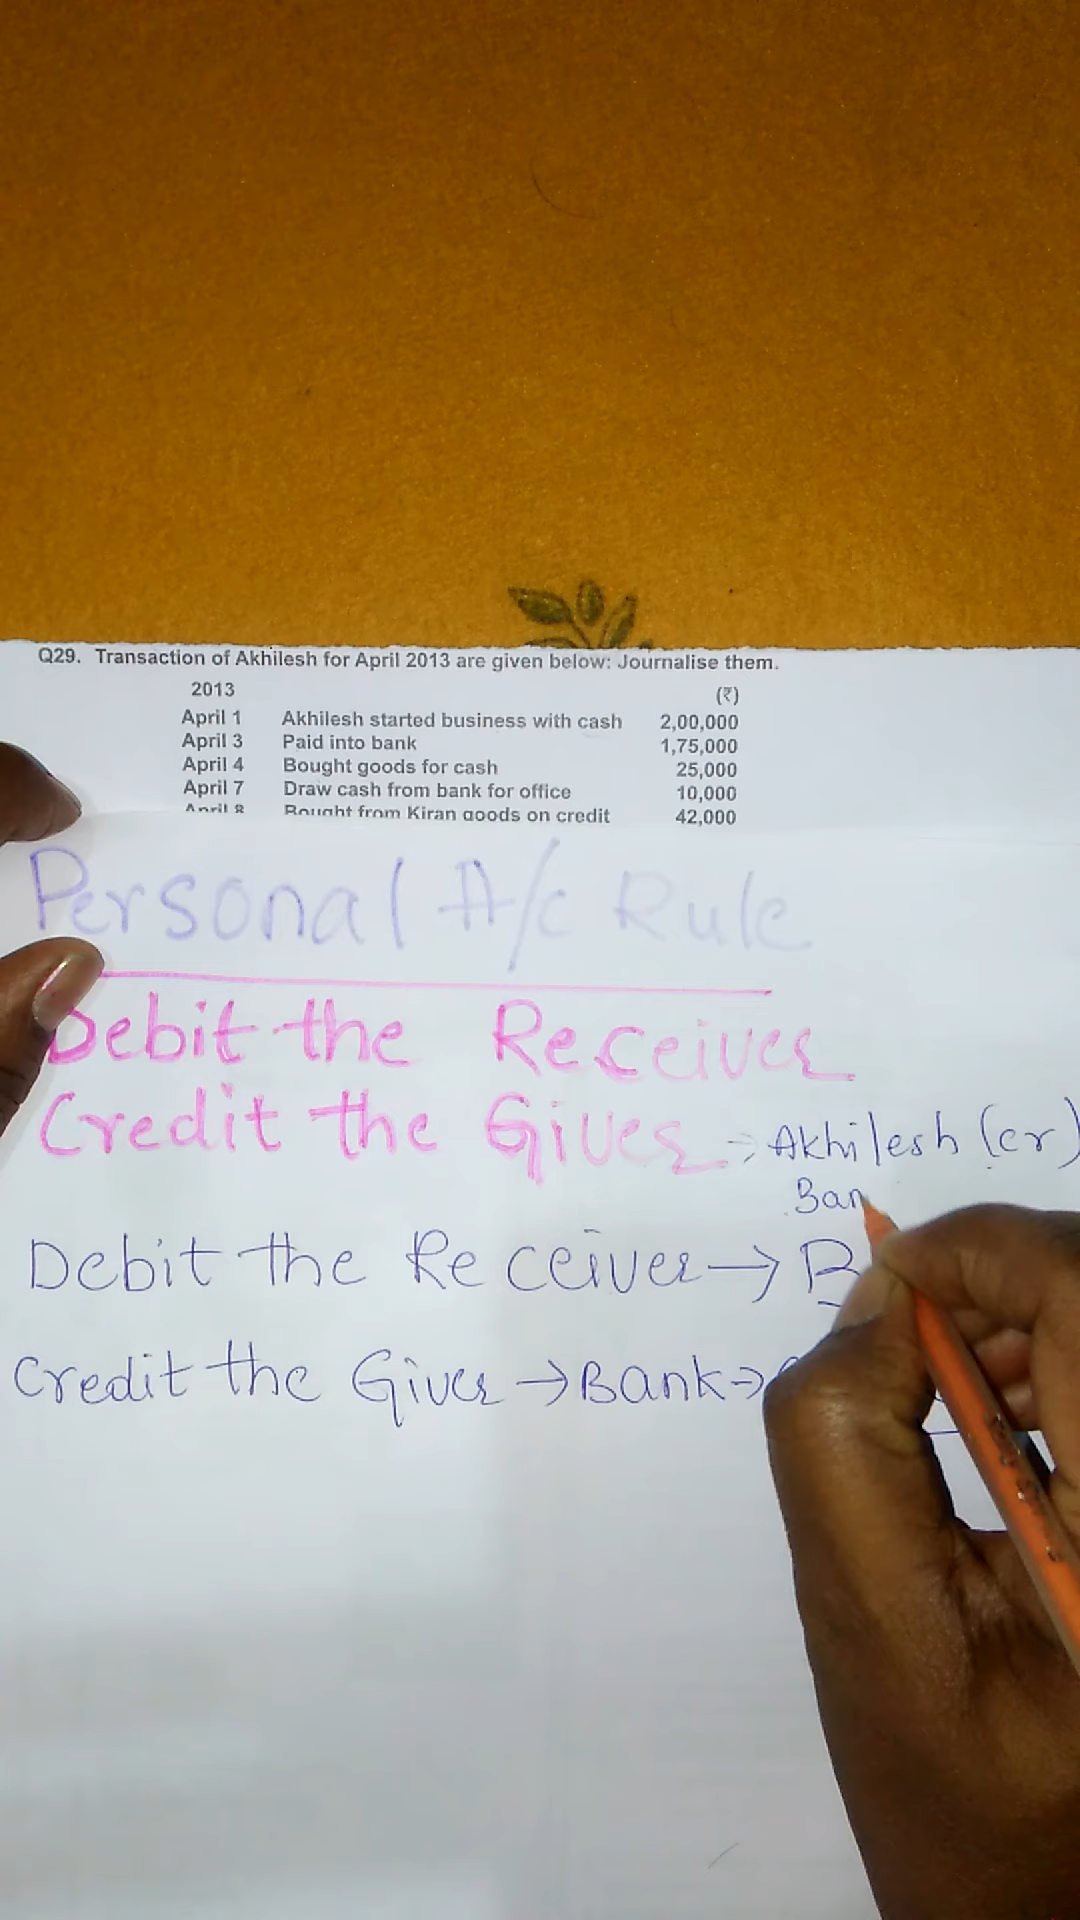 Q29. Transaction of Akhilesh for April 2013 are given below: Journalise them.
2013 (₹)
April 1 Akhilesh started business with cash 2,00,000
April 3 Paid into bank 1,75,000
April 4 Bought goods for cash 25,000
April 7 Draw cash from bank for office 10,000
April 8 Bought from Kiran goods on credit 42,000
Personal A/c Rule
Debit the Receiver
Credit the Giver → Akhilesh (cr)
Ban
Debit the Receiver → B
Credit the Giver → Bank →